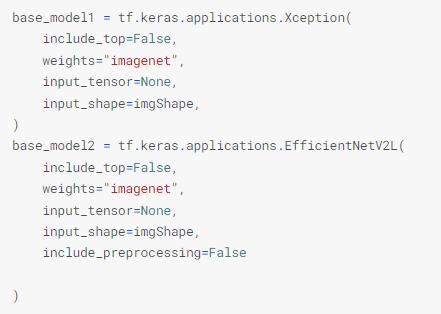 base_model1 = tf.keras.applications.Xception(
    include_top=False,
    weights="imagenet",
    input_tensor=None,
    input_shape=imgShape,
)
base_model2 = tf.keras.applications.EfficientNetV2L(
    include_top=False,
    weights="imagenet",
    input_tensor=None,
    input_shape=imgShape,
    include_preprocessing=False
)